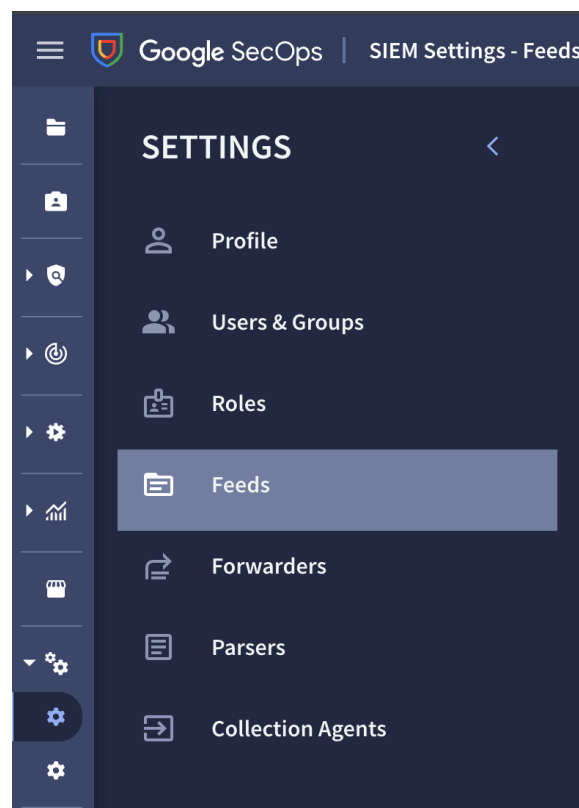 Google SecOps | SIEM Settings - Feeds
SETTINGS
Profile
Users & Groups
Roles
Feeds
Forwarders
Parsers
Collection Agents